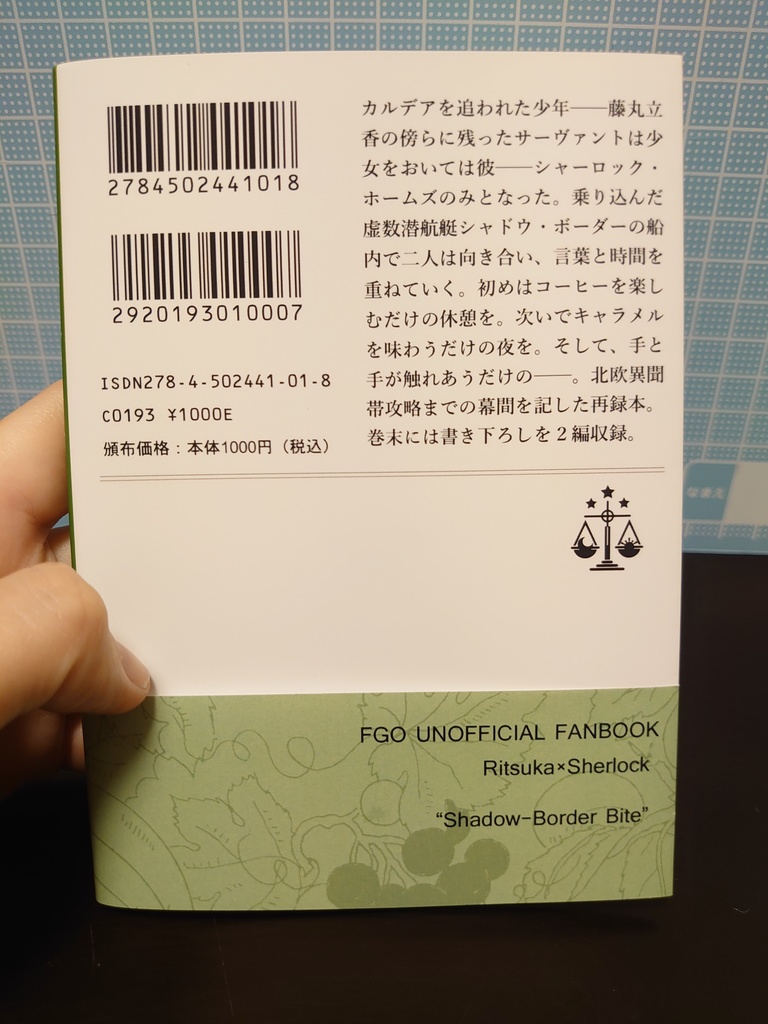 2784502441018
2920193010007
ISDN278-4-502441-01-8
C0193 ¥1000E
頒布価格：本体1000円（税込）
カルデアを追われた少年――藤丸立
香の傍らに残ったサーヴァントは少
女をおいては彼――シャーロック・
ホームズのみとなった。乗り込んだ
虚数潜航艇シャドウ・ボーダーの船
内で二人は向き合い、言葉と時間を
重ねていく。初めはコーヒーを楽し
むだけの休憩を。次いでキャラメル
を味わうだけの夜を。そして、手と
手が触れあうだけの――。北欧異聞
帯攻略までの幕間を記した再録本。
巻末には書き下ろしを２編収録。
なまえ
FGO UNOFFICIAL FANBOOK
Ritsuka×Sherlock
“Shadow-Border Bite”